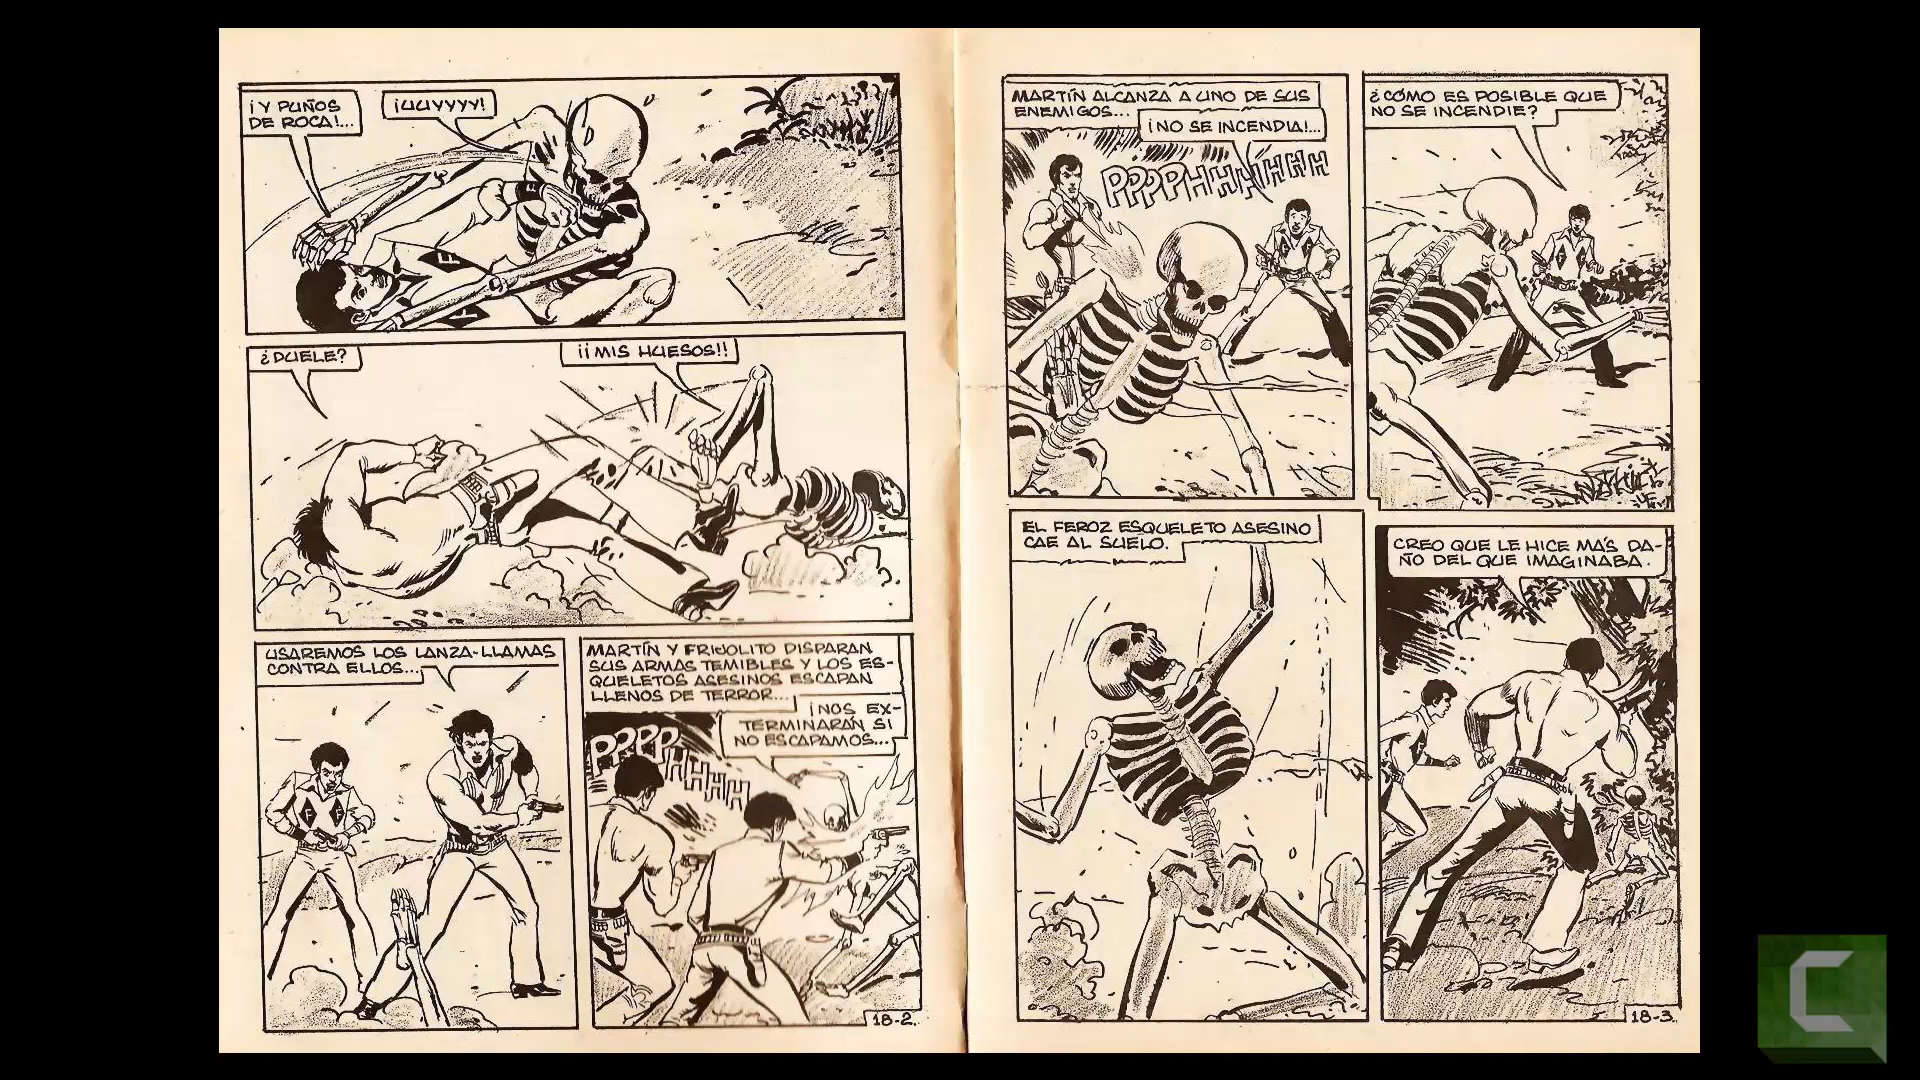 ¡Y PUÑOS
DE ROCA!...
¡UUYYYY!
¿DUELE?
¡¡MIS HUESOS!!
USAREMOS LOS LANZA-LLAMAS
CONTRA ELLOS...
MARTÍN Y FRIJOLITO DISPARAN
SUS ARMAS TEMIBLES Y LOS ES-
QUELETOS ASESINOS ESCAPAN
LLENOS DE TERROR...
¡NOS EX-
TERMINARÁN SI
NO ESCAPAMOS...
PPPP
HHHHH
18-2.
MARTÍN ALCANZA A UNO DE SUS
ENEMIGOS...
¡NO SE INCENDIA!...
PPPPHHHHHHH
¿CÓMO ES POSIBLE QUE
NO SE INCENDIE?
EL FEROZ ESQUELETO ASESINO
CAE AL SUELO.
CREO QUE LE HICE MÁS DA-
ÑO DEL QUE IMAGINABA.
18-3
F
F
C